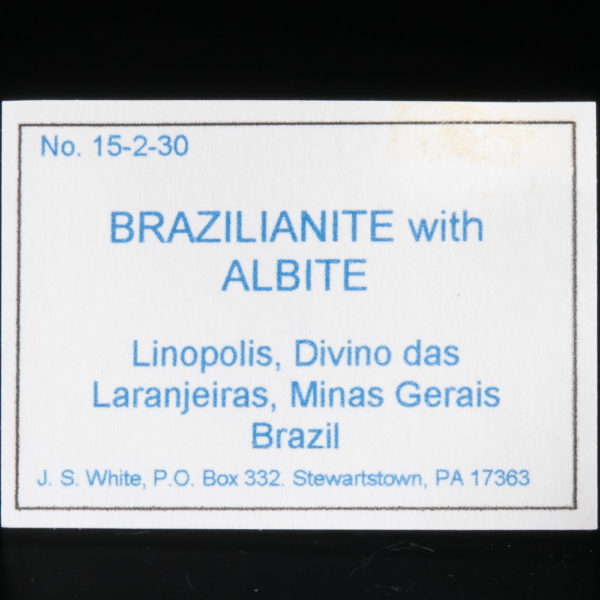 No. 15-2-30
BRAZILIANITE with
ALBITE
Linopolis, Divino das
Laranjeiras, Minas Gerais
Brazil
J. S. White, P.O. Box 332. Stewartstown, PA 17363